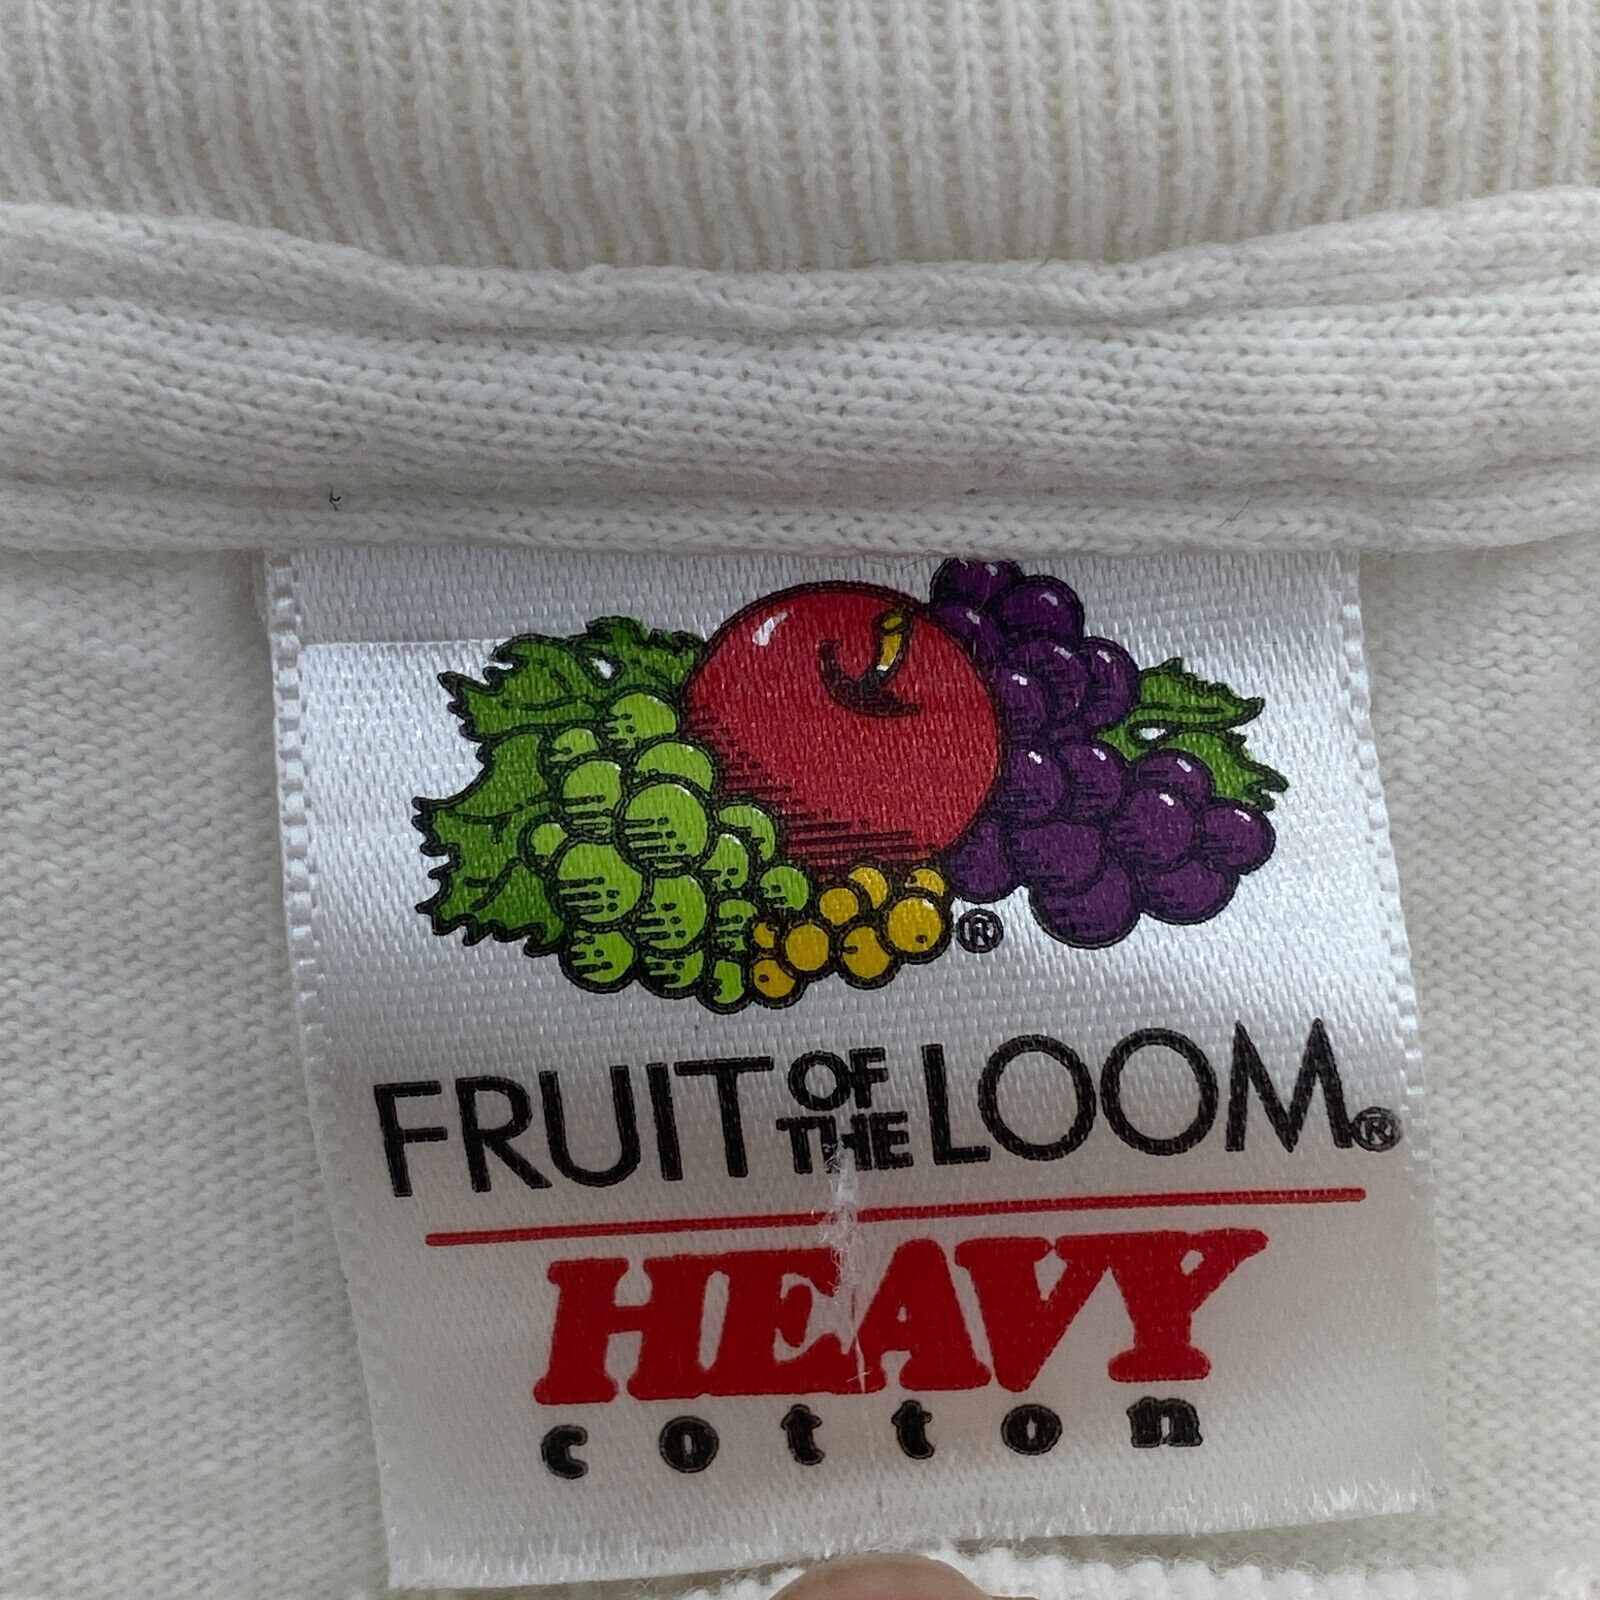 ®
FRUIT OF THE LOOM®
HEAVY
cotton